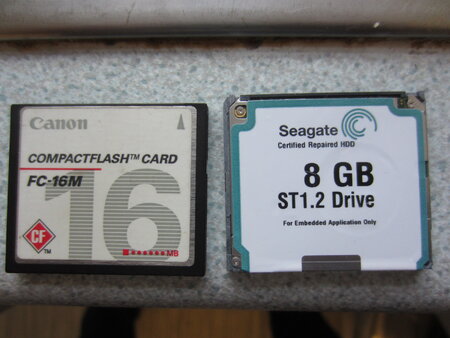 Canon
COMPACTFLASH™ CARD
FC-16M
16
MB
CF
TM
Seagate
Certified Repaired HDD
8 GB
ST1.2 Drive
For Embedded Application Only